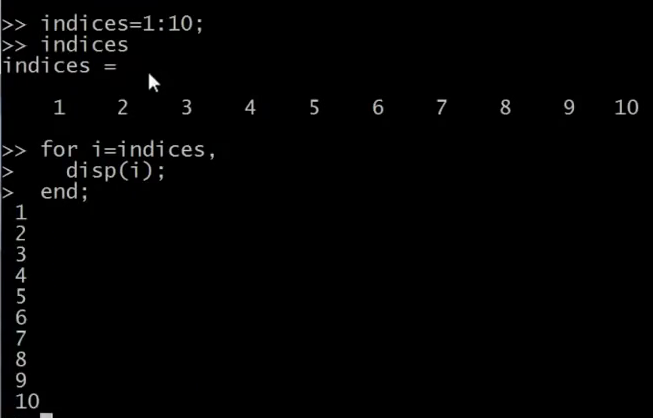 >> indices=1:10;
>> indices
indices =
1 2 3 4 5 6 7 8 9 10
>> for i=indices,
>    disp(i);
>  end;
1
2
3
4
5
6
7
8
9
10